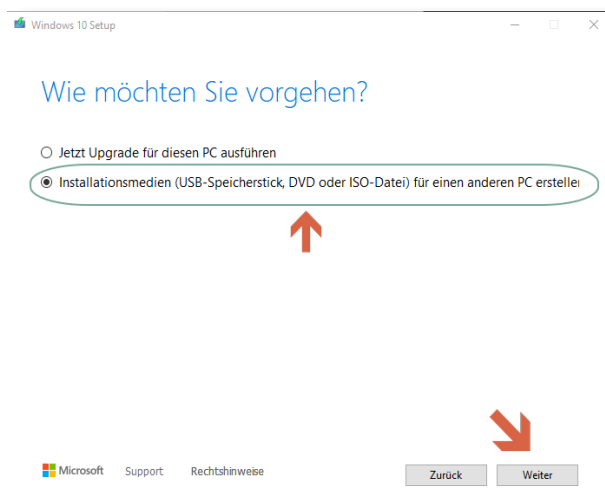 Windows 10 Setup
Wie möchten Sie vorgehen?
Jetzt Upgrade für diesen PC ausführen
Installationsmedien (USB-Speicherstick, DVD oder ISO-Datei) für einen anderen PC erstellen
Microsoft Support Rechtshinweise Zurück Weiter